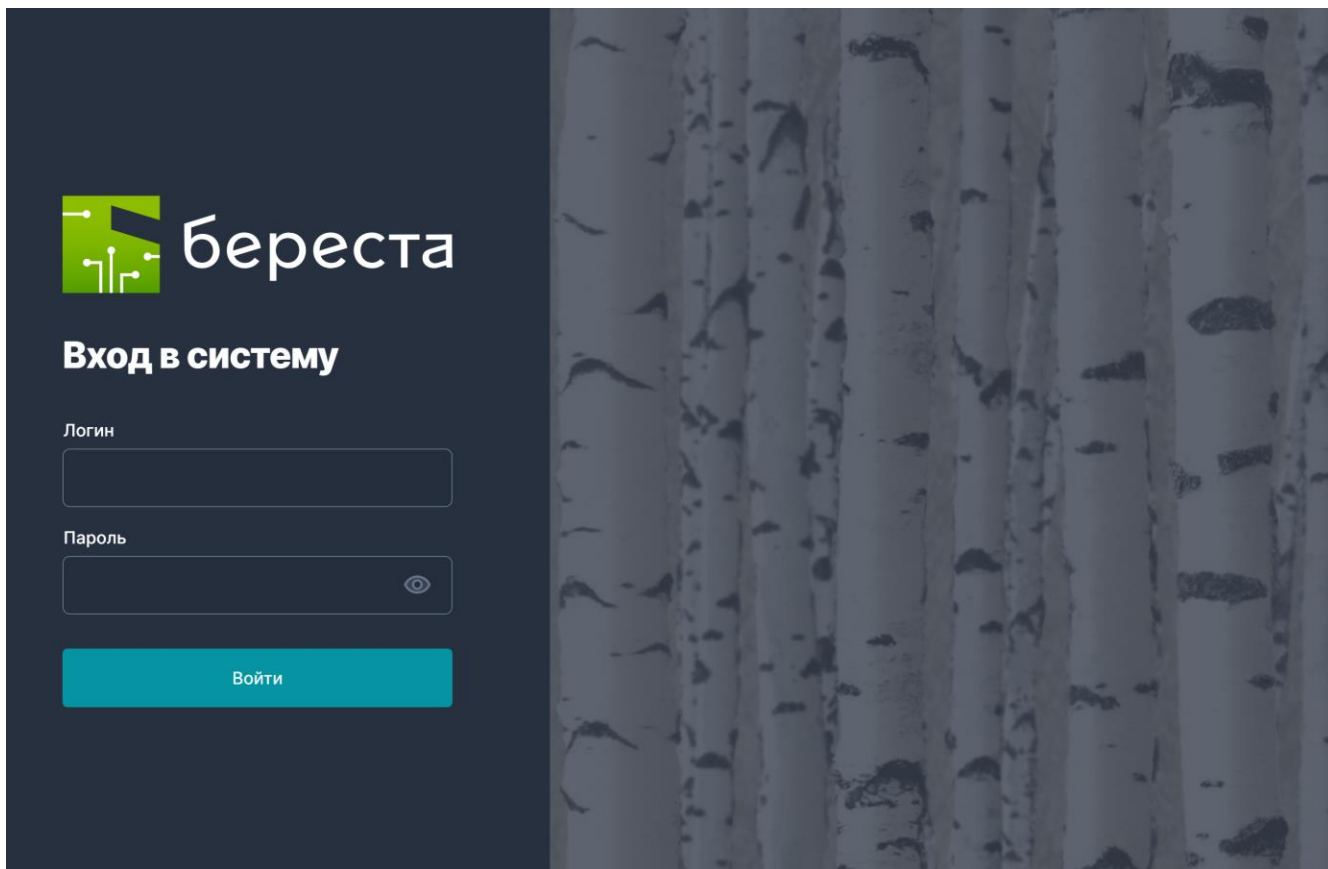 береста
Вход в систему
Логин
Пароль
Войти